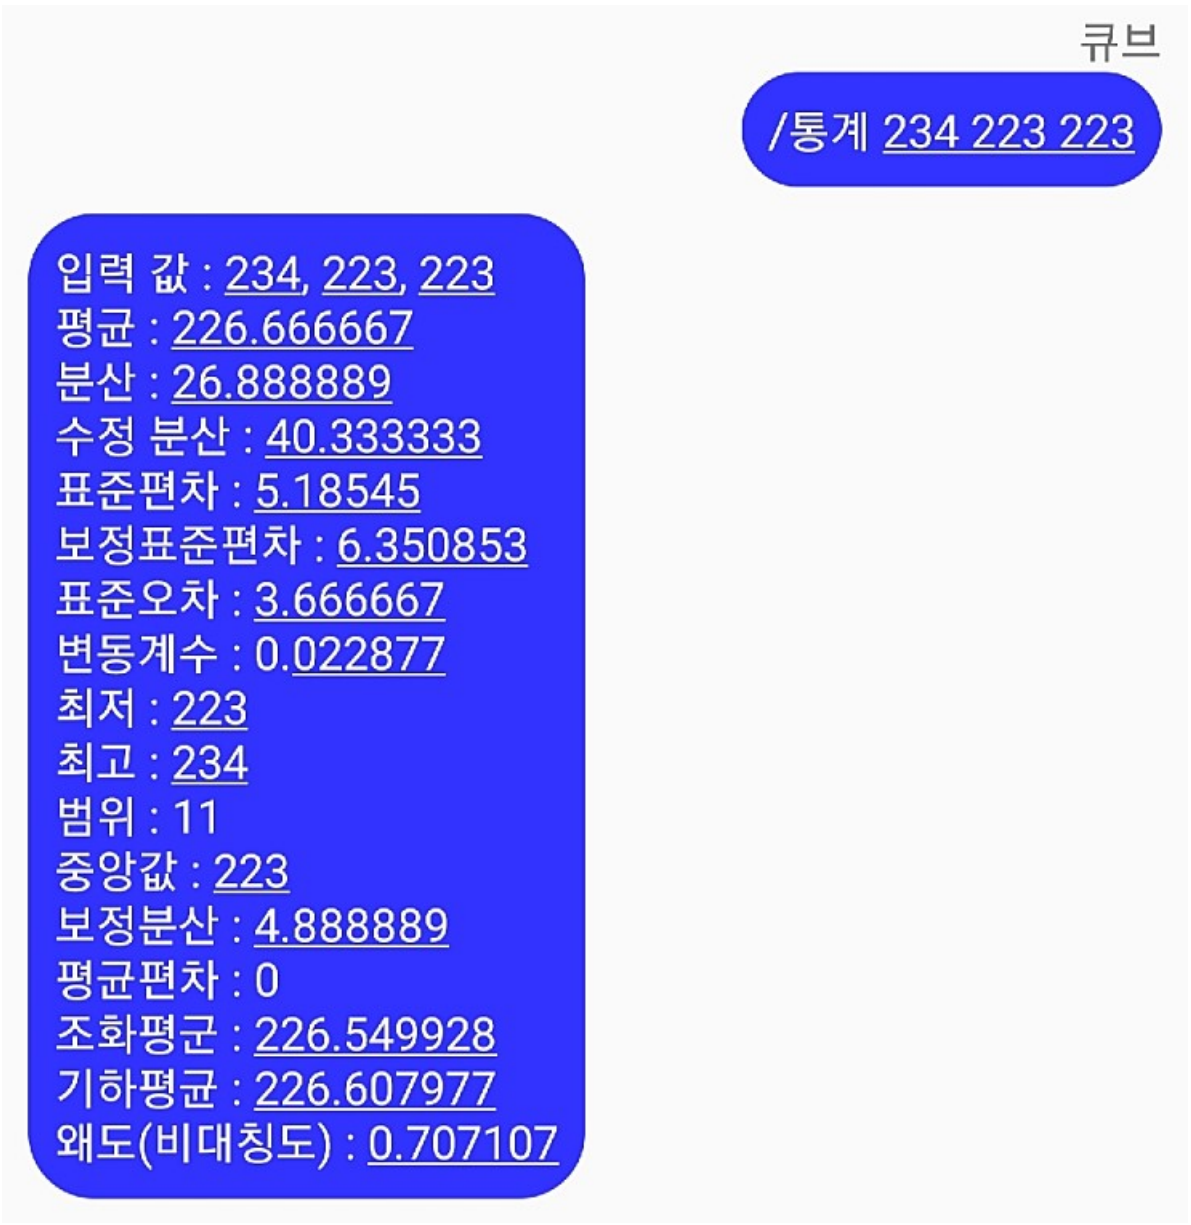 큐브
/통계 234 223 223
입력 값 : 234, 223, 223
평균 : 226.666667
분산 : 26.888889
수정 분산 : 40.333333
표준편차 : 5.18545
보정표준편차 : 6.350853
표준오차 : 3.666667
변동계수 : 0.022877
최저 : 223
최고 : 234
범위 : 11
중앙값 : 223
보정분산 : 4.888889
평균편차 : 0
조화평군 : 226.549928
기하평균 : 226.607977
왜도(비대칭도) : 0.707107